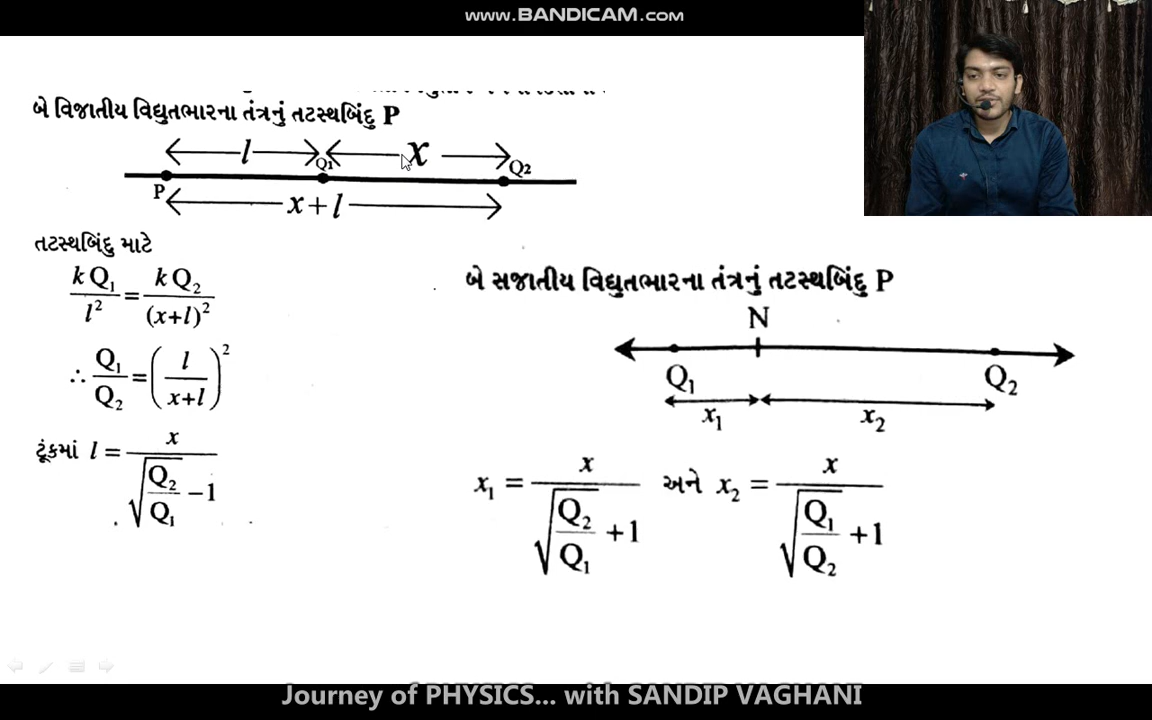 www.BANDICAM.com
બે વિજાતીય વિદ્યુતભારના તંત્રનું તટસ્થબિંદુ P
l x
P Q₁ Q₂
x+l
તટસ્થબિંદુ માટે
kQ₁/l² = kQ₂/(x+l)²
∴ Q₁/Q₂ = (l/(x+l))²
ટૂંકમાં l = x/(√(Q₂/Q₁) −1)
બે સજાતીય વિદ્યુતભારના તંત્રનું તટસ્થબિંદુ P
N
Q₁ Q₂
x₁ x₂
x₁ = x/(√(Q₂/Q₁) +1) અને x₂ = x/(√(Q₁/Q₂) +1)
Journey of PHYSICS... with SANDIP VAGHANI